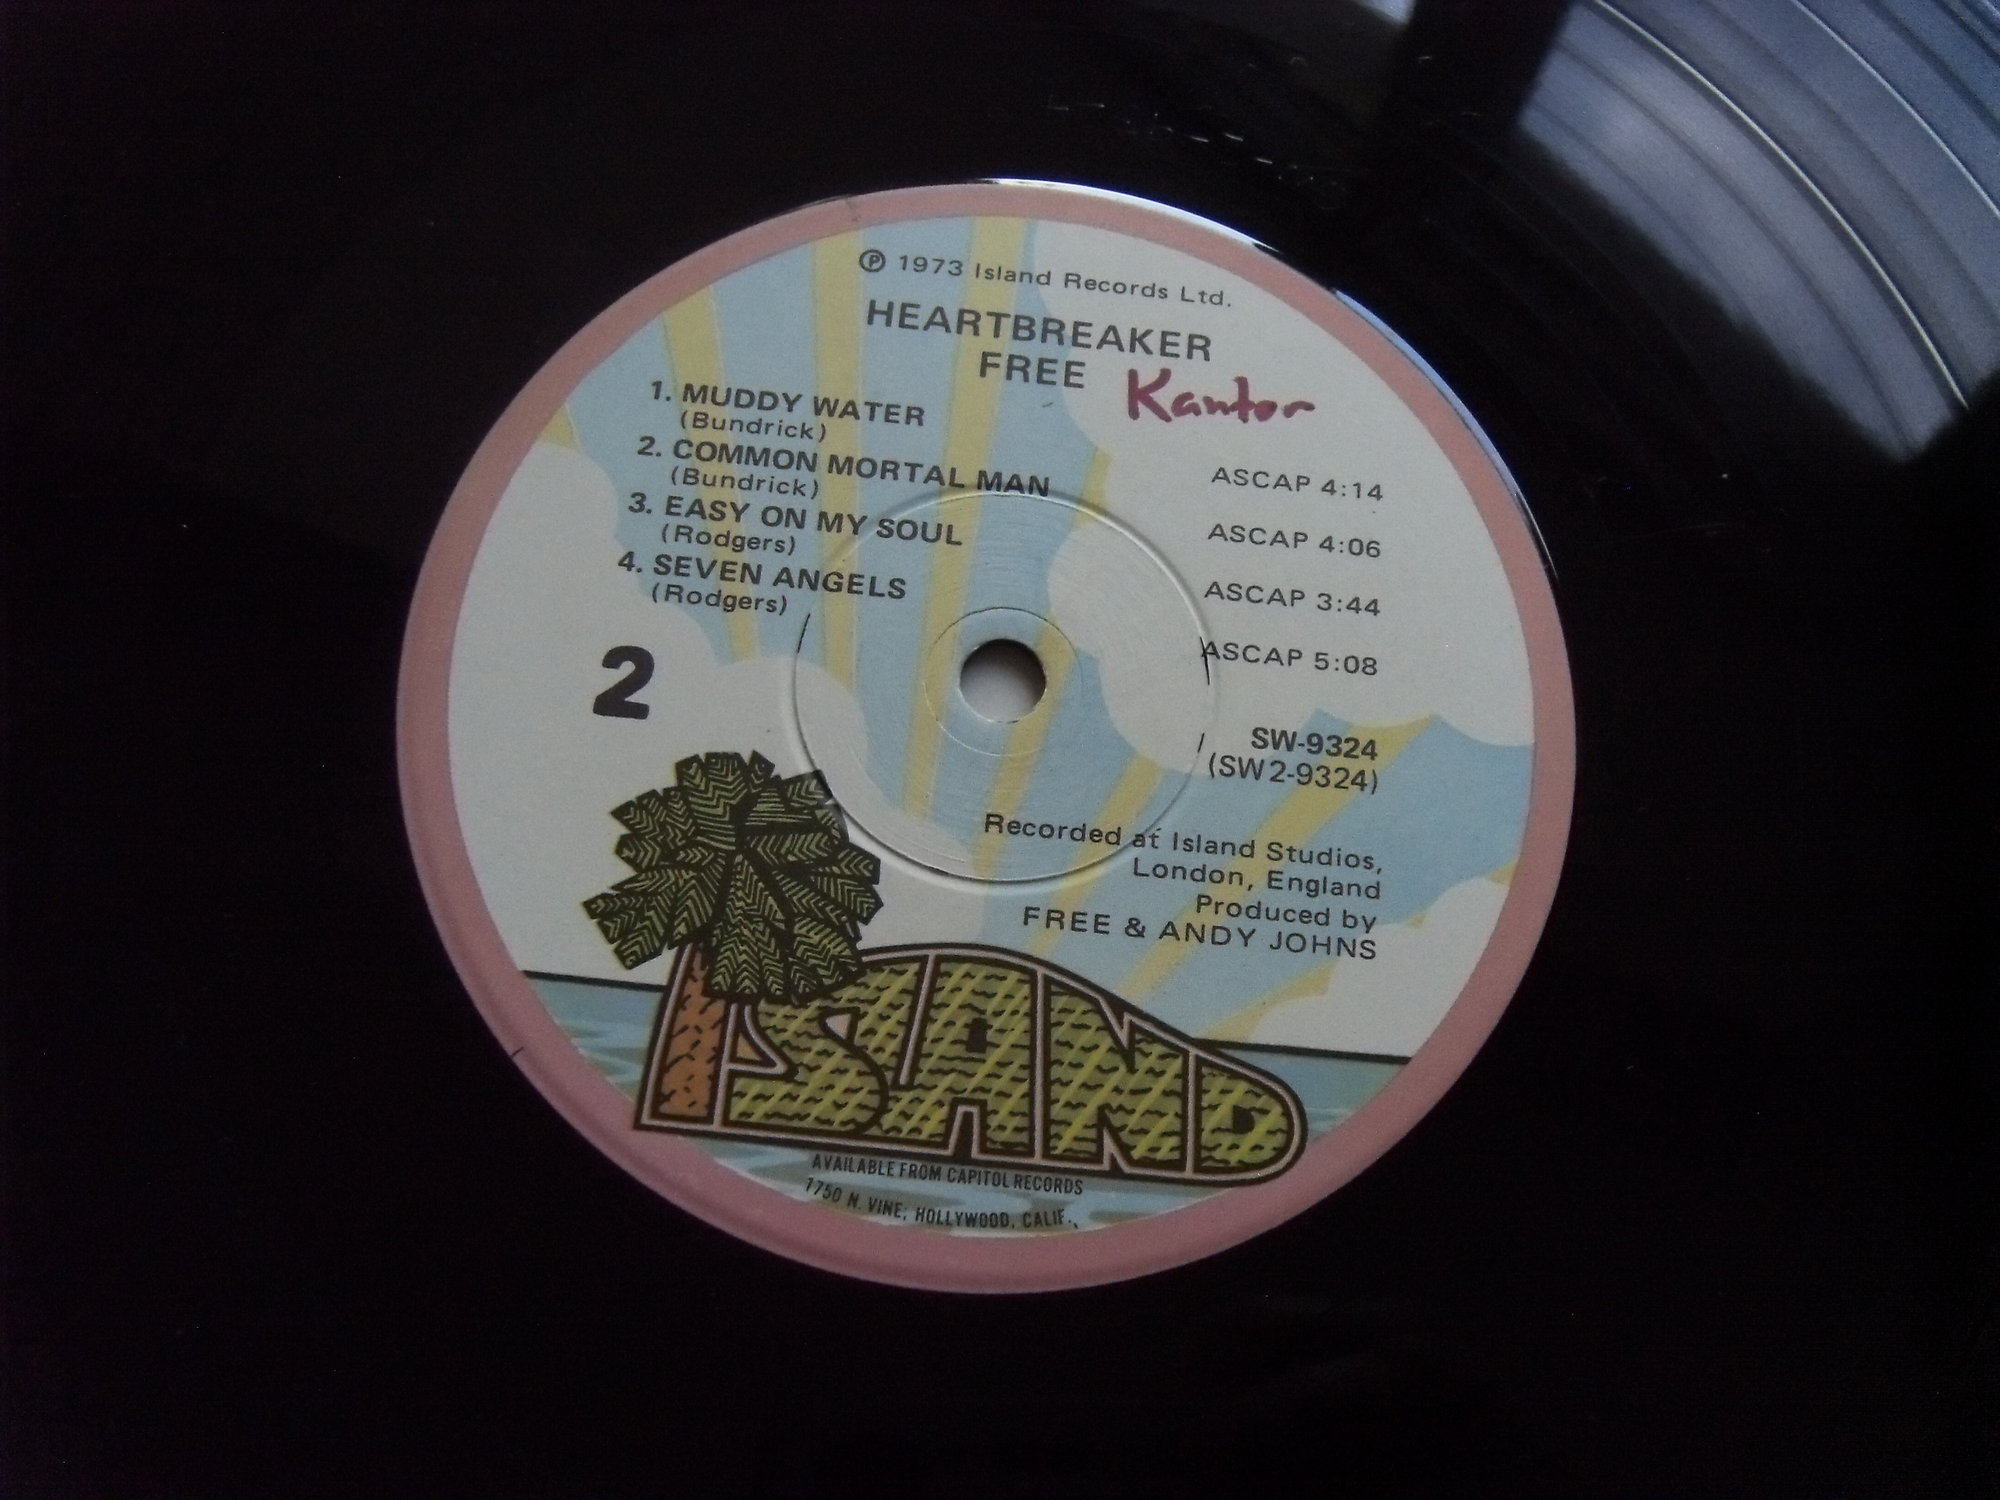 ℗ 1973 Island Records Ltd.
HEARTBREAKER
FREE Kantor
1. MUDDY WATER
(Bundrick)
ASCAP 4:14
2. COMMON MORTAL MAN
(Bundrick)
ASCAP 4:06
3. EASY ON MY SOUL
(Rodgers)
ASCAP 3:44
4. SEVEN ANGELS
(Rodgers)
ASCAP 5:08
2
SW-9324
(SW2-9324)
Recorded at Island Studios,
London, England
Produced by
FREE & ANDY JOHNS
ISLAND
AVAILABLE FROM CAPITOL RECORDS
1750 N. VINE, HOLLYWOOD, CALIF.